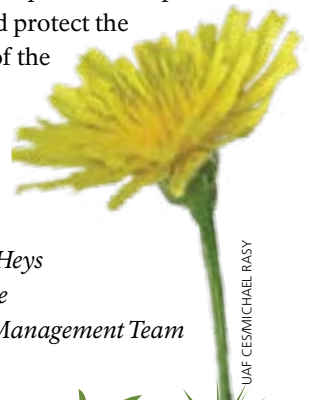 d protect the
of the
Heys
e
Management Team
UAF CES/MICHAEL RASY